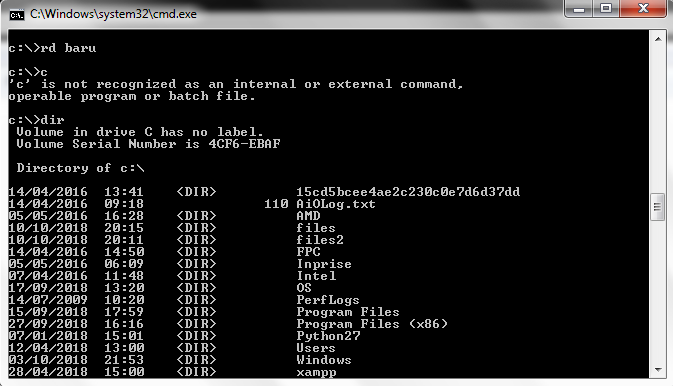 C:\Windows\system32\cmd.exe
c:\>rd baru
c:\>c
'c' is not recognized as an internal or external command,
operable program or batch file.
c:\>dir
 Volume in drive C has no label.
 Volume Serial Number is 4CF6-EBAF
 Directory of c:\
14/04/2016  13:41    <DIR>          15cd5bcee4ae2c230c0e7d6d37dd
14/04/2016  09:18               110 AiOLog.txt
05/05/2016  16:28    <DIR>          AMD
10/10/2018  20:15    <DIR>          files
10/10/2018  20:11    <DIR>          files2
14/04/2016  14:50    <DIR>          FPC
05/05/2016  06:09    <DIR>          Inprise
07/04/2016  11:48    <DIR>          Intel
17/09/2018  13:20    <DIR>          OS
14/07/2009  10:20    <DIR>          PerfLogs
15/09/2018  17:59    <DIR>          Program Files
27/09/2018  16:16    <DIR>          Program Files (x86)
07/01/2018  15:01    <DIR>          Python27
12/04/2018  13:00    <DIR>          Users
03/10/2018  21:53    <DIR>          Windows
28/04/2018  15:00    <DIR>          xampp